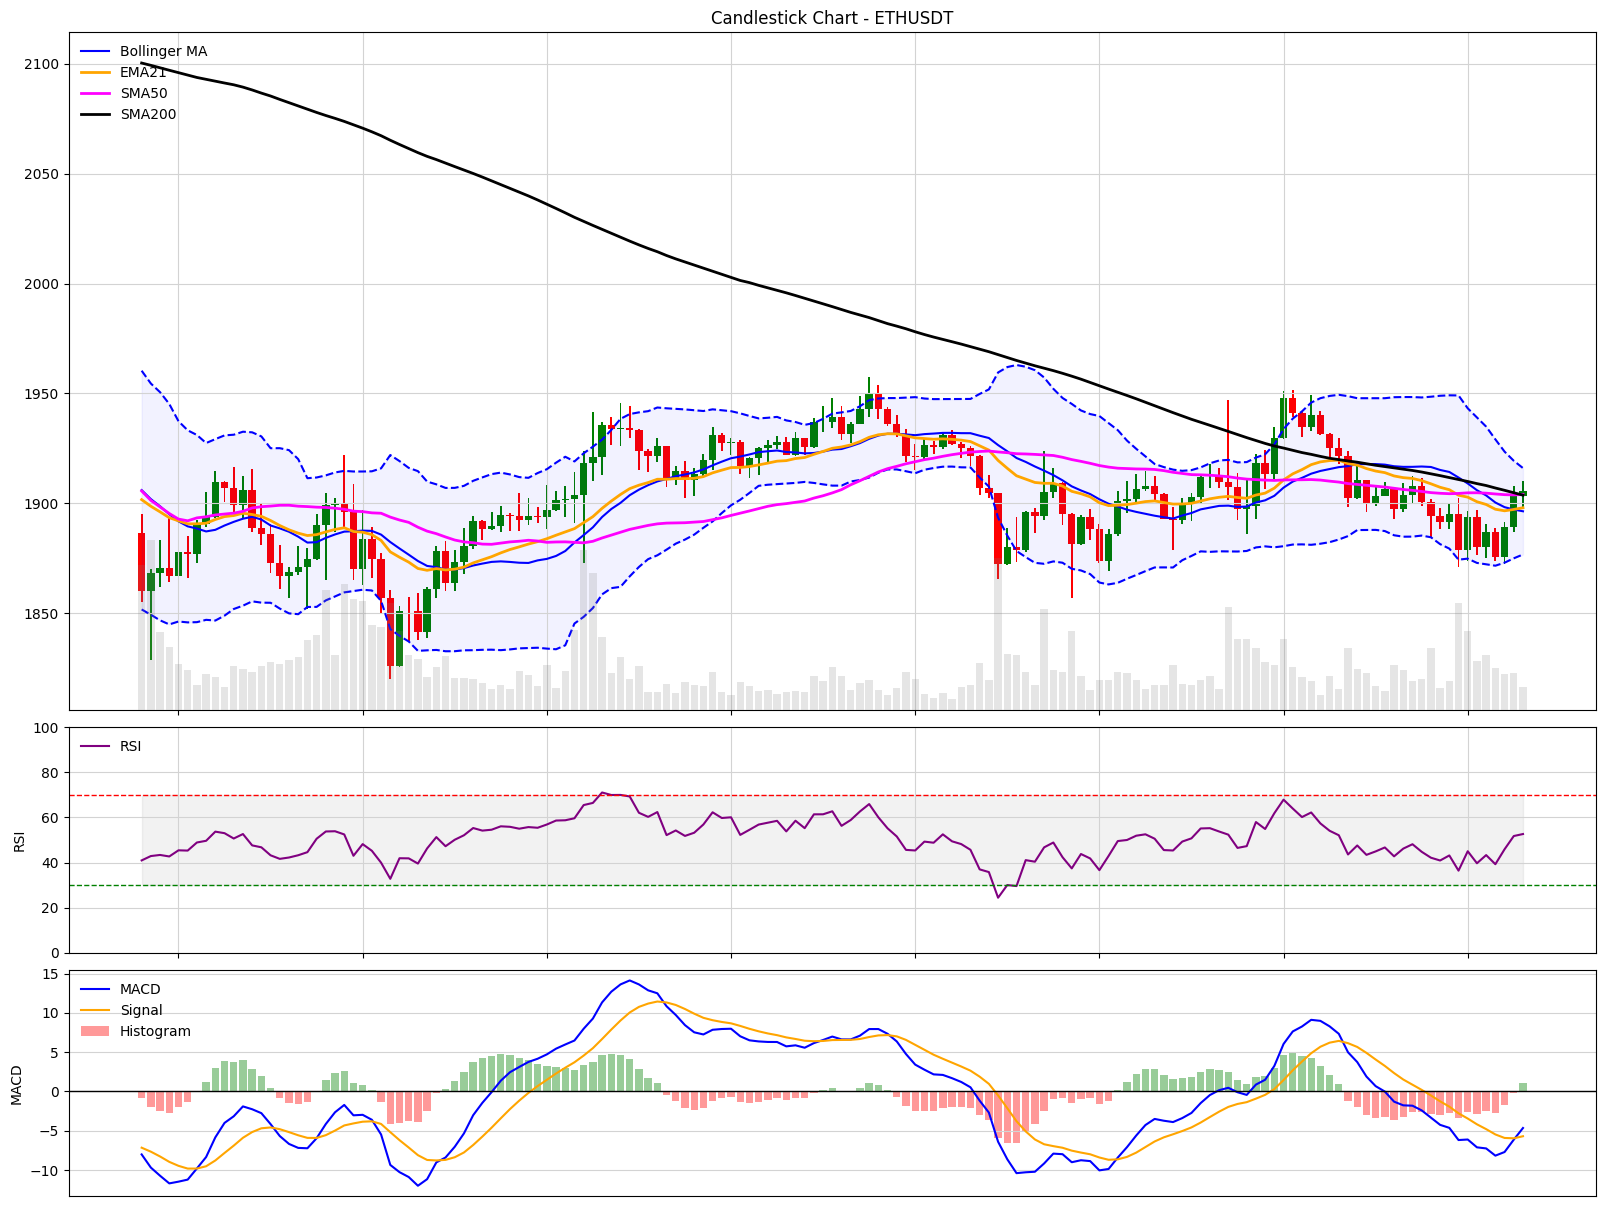 Candlestick Chart - ETHUSDT
Bollinger MA
EMA21
SMA50
SMA200
2100
2050
2000
1950
1900
1850
RSI
100
80
60
40
20
0
RSI
MACD
Signal
Histogram
15
10
5
0
−5
−10
MACD